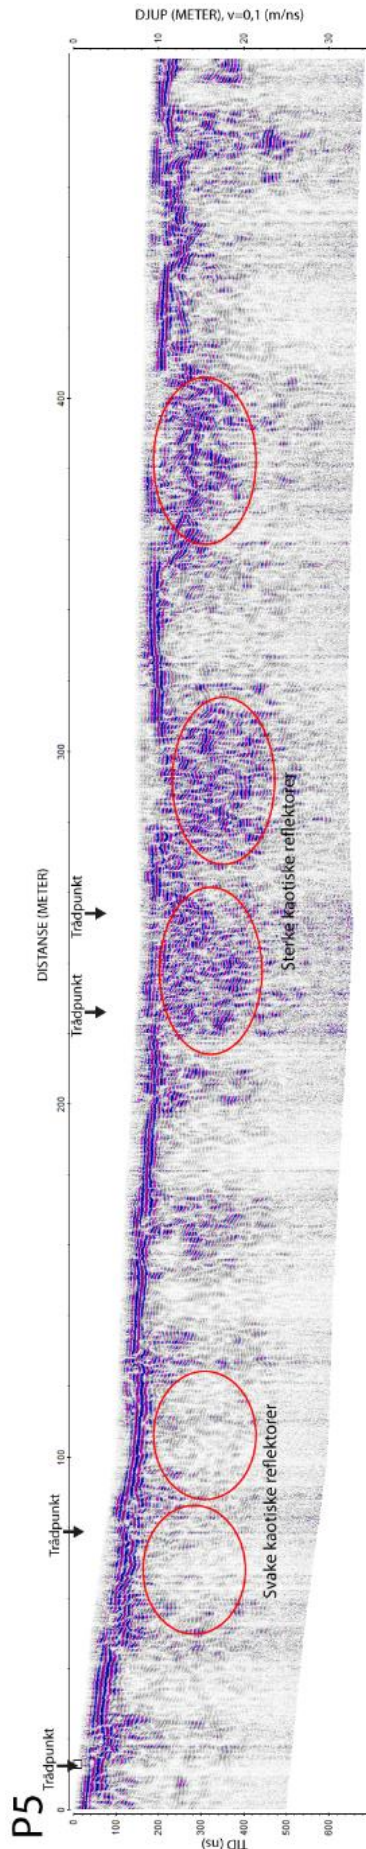 P5
DISTANSE (METER)
0
100
200
300
400
Trådpunkt
Trådpunkt
Trådpunkt
Trådpunkt
TID (ns)
0
100
200
300
400
600
DJUP (METER), v=0,1 (m/ns)
0
10
20
30
Svake kaotiske reflektorer
Sterke kaotiske reflektorer